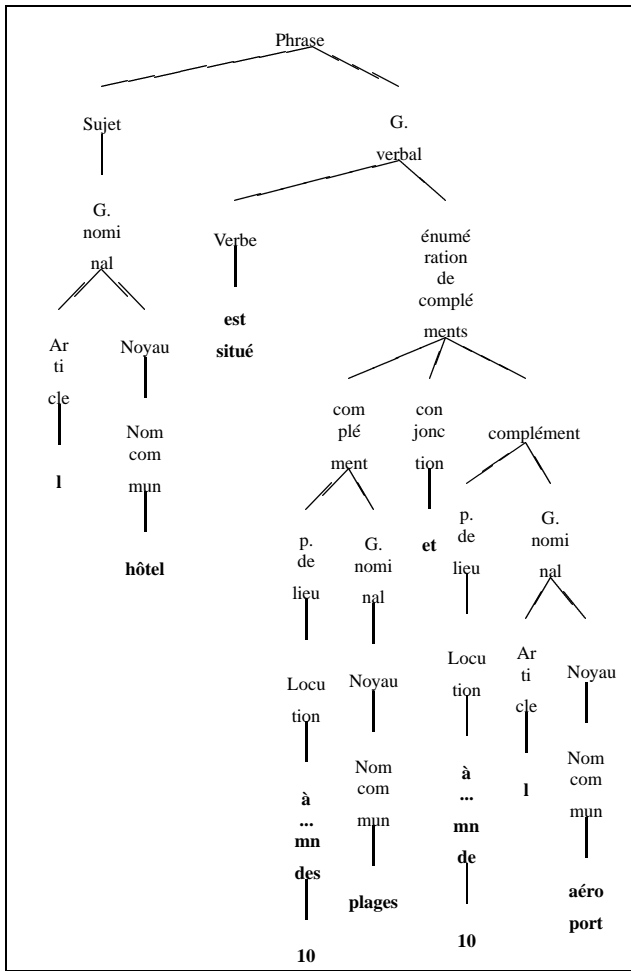 Phrase
Sujet
G.
verbal
G.
nomi
nal
Verbe
énumé
ration
de
complé
ments
est
situé
Ar
ti
cle
Noyau
l
Nom
com
mun
hôtel
com
plé
ment
con
jonc
tion
complément
p.
de
lieu
G.
nomi
nal
et
p.
de
lieu
G.
nomi
nal
Locu
tion
Noyau
Locu
tion
Ar
ti
cle
Noyau
à
...
mn
des
Nom
com
mun
à
...
mn
de
l
Nom
com
mun
10
plages
10
aéro
port